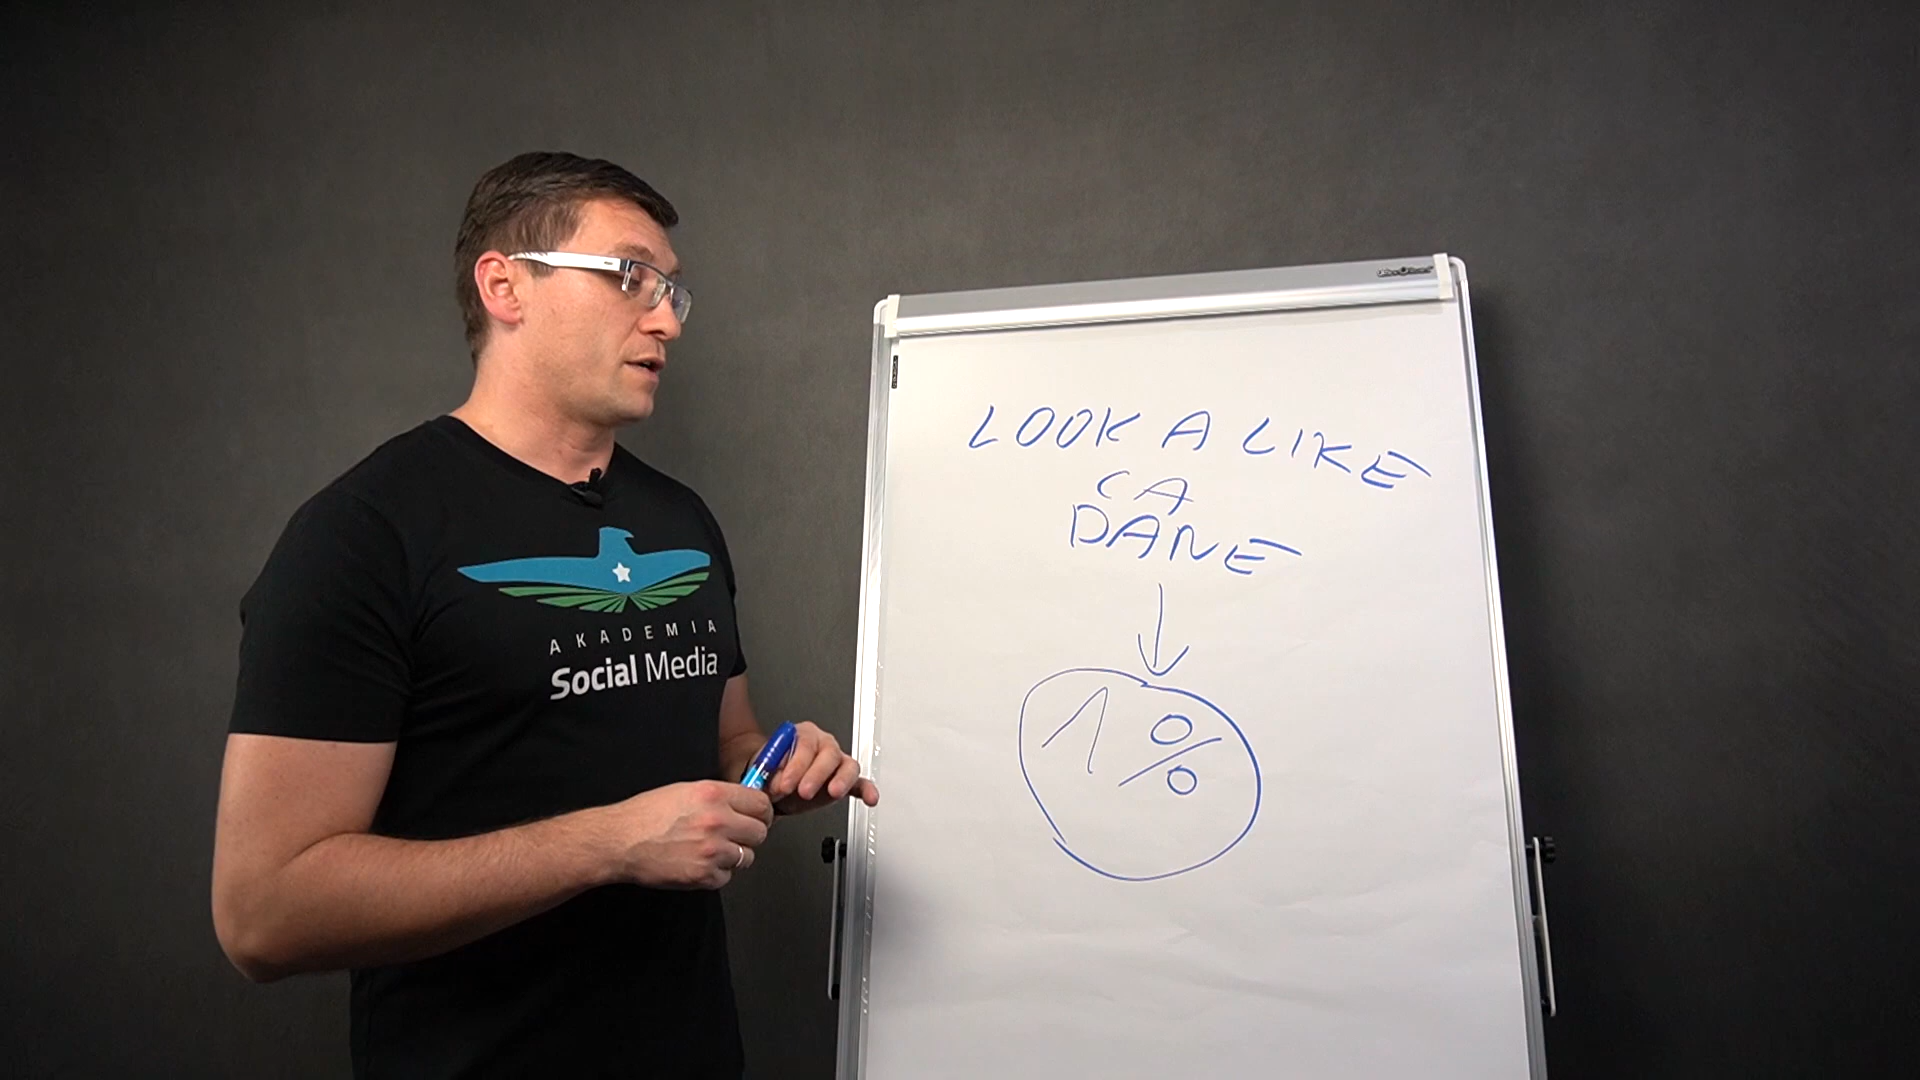 LOOK A LIKE
CA
DANE
1%
AKADEMIA
Social Media